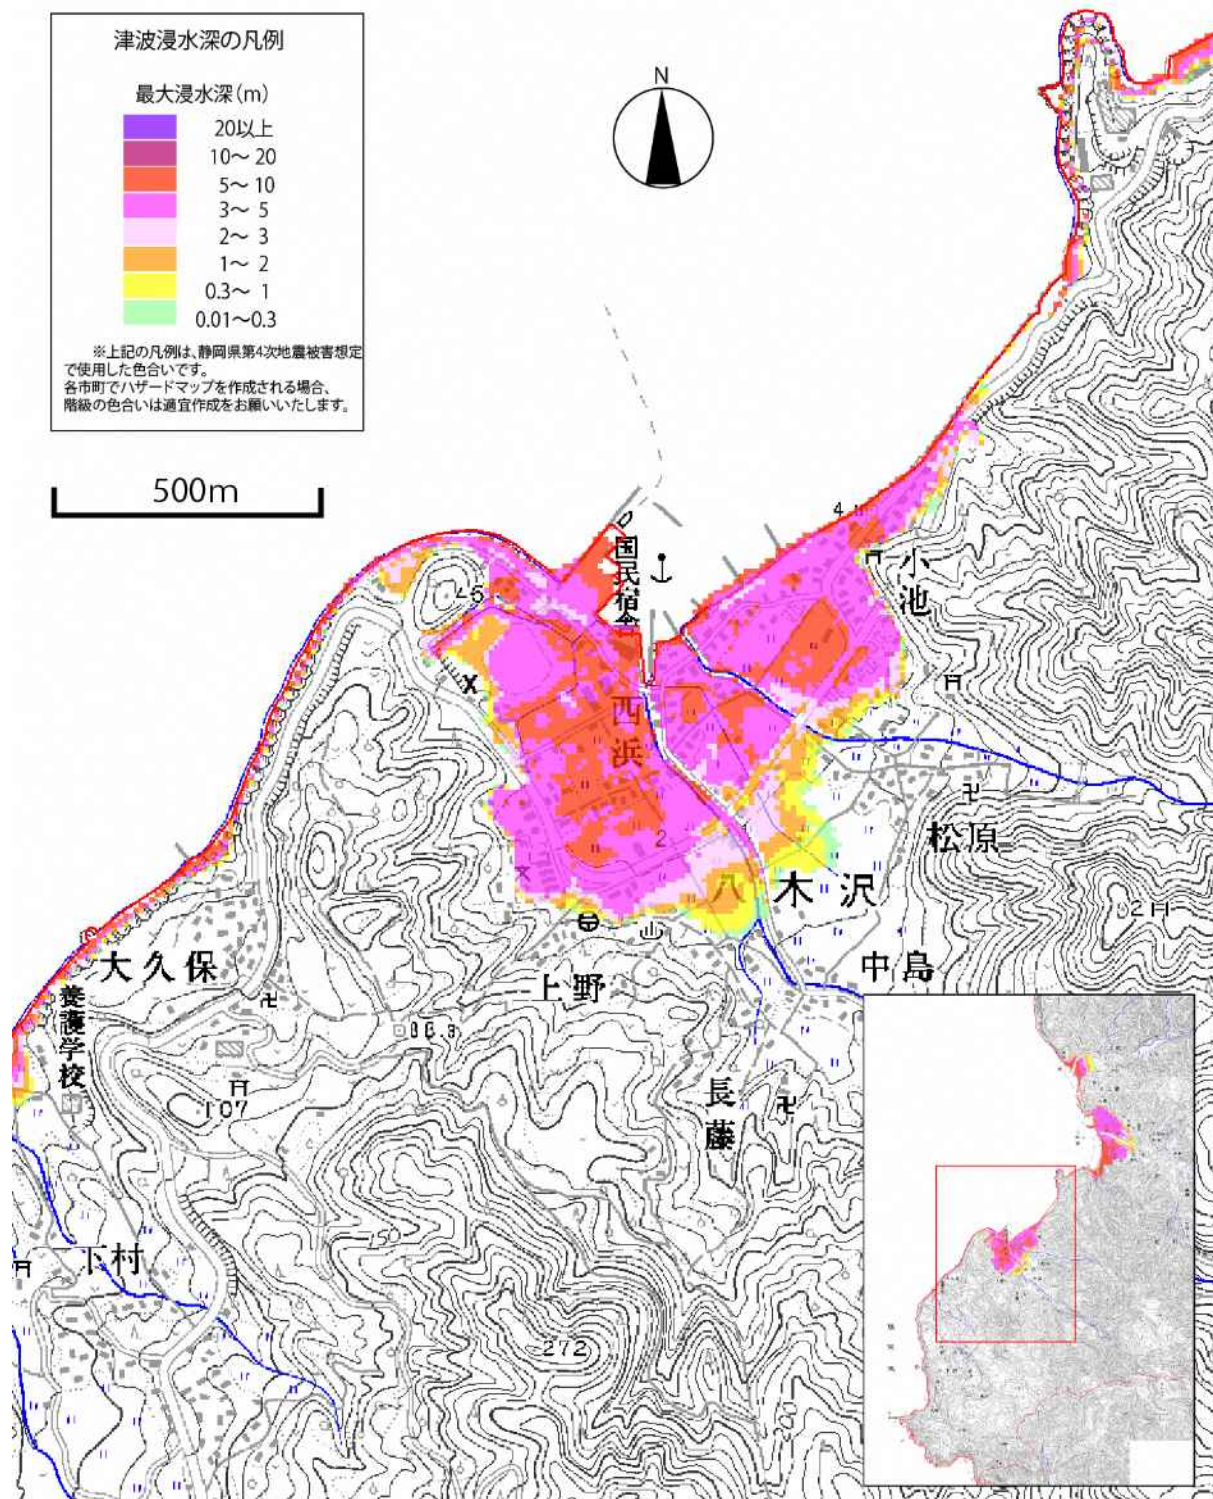 津波浸水深の凡例
最大浸水深(m)
20以上
10~ 20
5~ 10
3~ 5
2~ 3
1~ 2
0.3~ 1
0.01~0.3
※上記の凡例は、静岡県第4次地震被害想定
で使用した色合いです。
各市町でハザードマップを作成される場合、
階級の色合いは適宜作成をお願いいたします。
N
500m
国民宿舎
小池
西浜
2
松原
八木沢
中島
上野
大久保
養護学校
107
長藤
150
下村
272